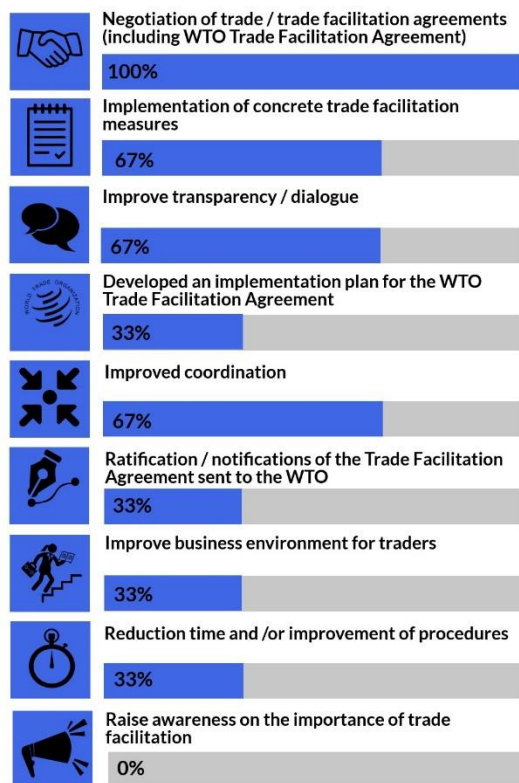 Negotiation of trade / trade facilitation agreements
(including WTO Trade Facilitation Agreement)
100%
Implementation of concrete trade facilitation
measures
67%
Improve transparency / dialogue
67%
WORLD TRADE ORGANIZATION
Developed an implementation plan for the WTO
Trade Facilitation Agreement
33%
Improved coordination
67%
Ratification / notifications of the Trade Facilitation
Agreement sent to the WTO
33%
Improve business environment for traders
33%
Reduction time and /or improvement of procedures
33%
Raise awareness on the importance of trade
facilitation
0%